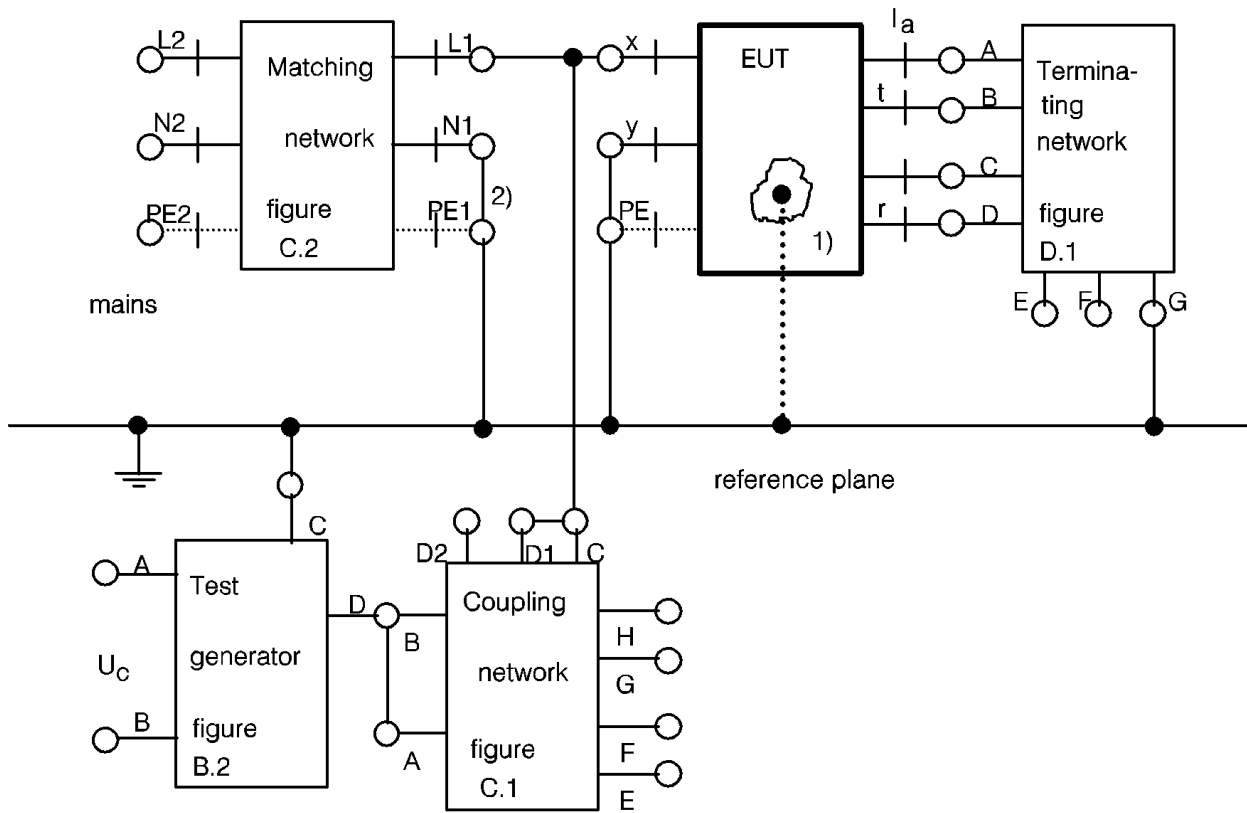 L2
N2
PE2
Matching
network
figure
C.2
L1
N1
PE1
2)
mains
x
y
PE
EUT
1)
I a
t
r
A
B
C
D
Termina-
ting
network
figure
D.1
E F G
reference plane
C
A
B
U c
Test
generator
figure
B.2
D
B
A
D2 D1 C
Coupling
network
figure
C.1
H
G
F
E